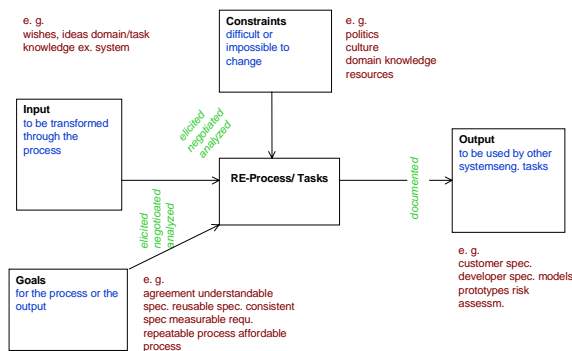 e. g.
wishes, ideas domain/task
knowledge ex. system
Constraints
difficult or
impossible to
change
e. g.
politics
culture
domain knowledge
resources
Input
to be transformed
through the
process
elicited
negotiated
analyzed
RE-Process/ Tasks
documented
Output
to be used by other
systemseng. tasks
elicited
negotioated
analyzed
Goals
for the process or the
output
e. g.
agreement understandable
spec. reusable spec. consistent
spec measurable requ.
repeatable process affordable
process
e. g.
customer spec.
developer spec. models
prototypes risk
assessm.